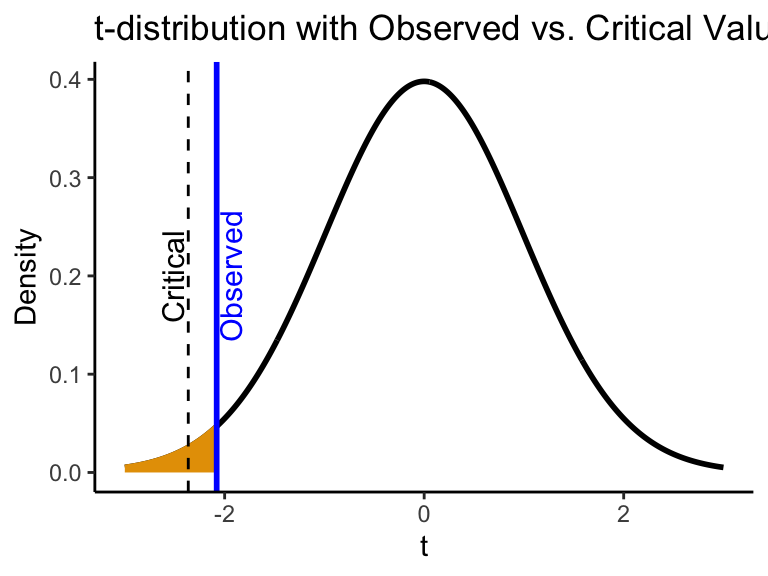 t-distribution with Observed vs. Critical Valu
0.4
0.3
0.2
0.1
0.0
Density
Critical
Observed
-2
0
2
t